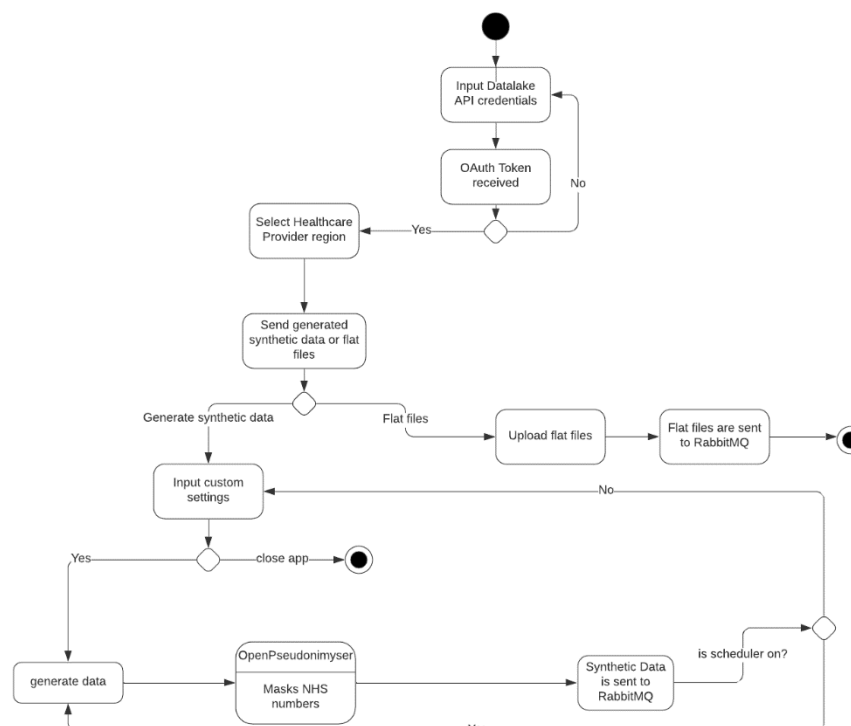 Input Datalake
API credentials
OAuth Token
received
No
Yes
Select Healthcare
Provider region
Send generated
synthetic data or flat
files
Generate synthetic data
Flat files
Upload flat files
Flat files are sent
to RabbitMQ
Input custom
settings
No
Yes
close app
is scheduler on?
generate data
OpenPseudonimyser
Masks NHS
numbers
Synthetic Data
is sent to
RabbitMQ